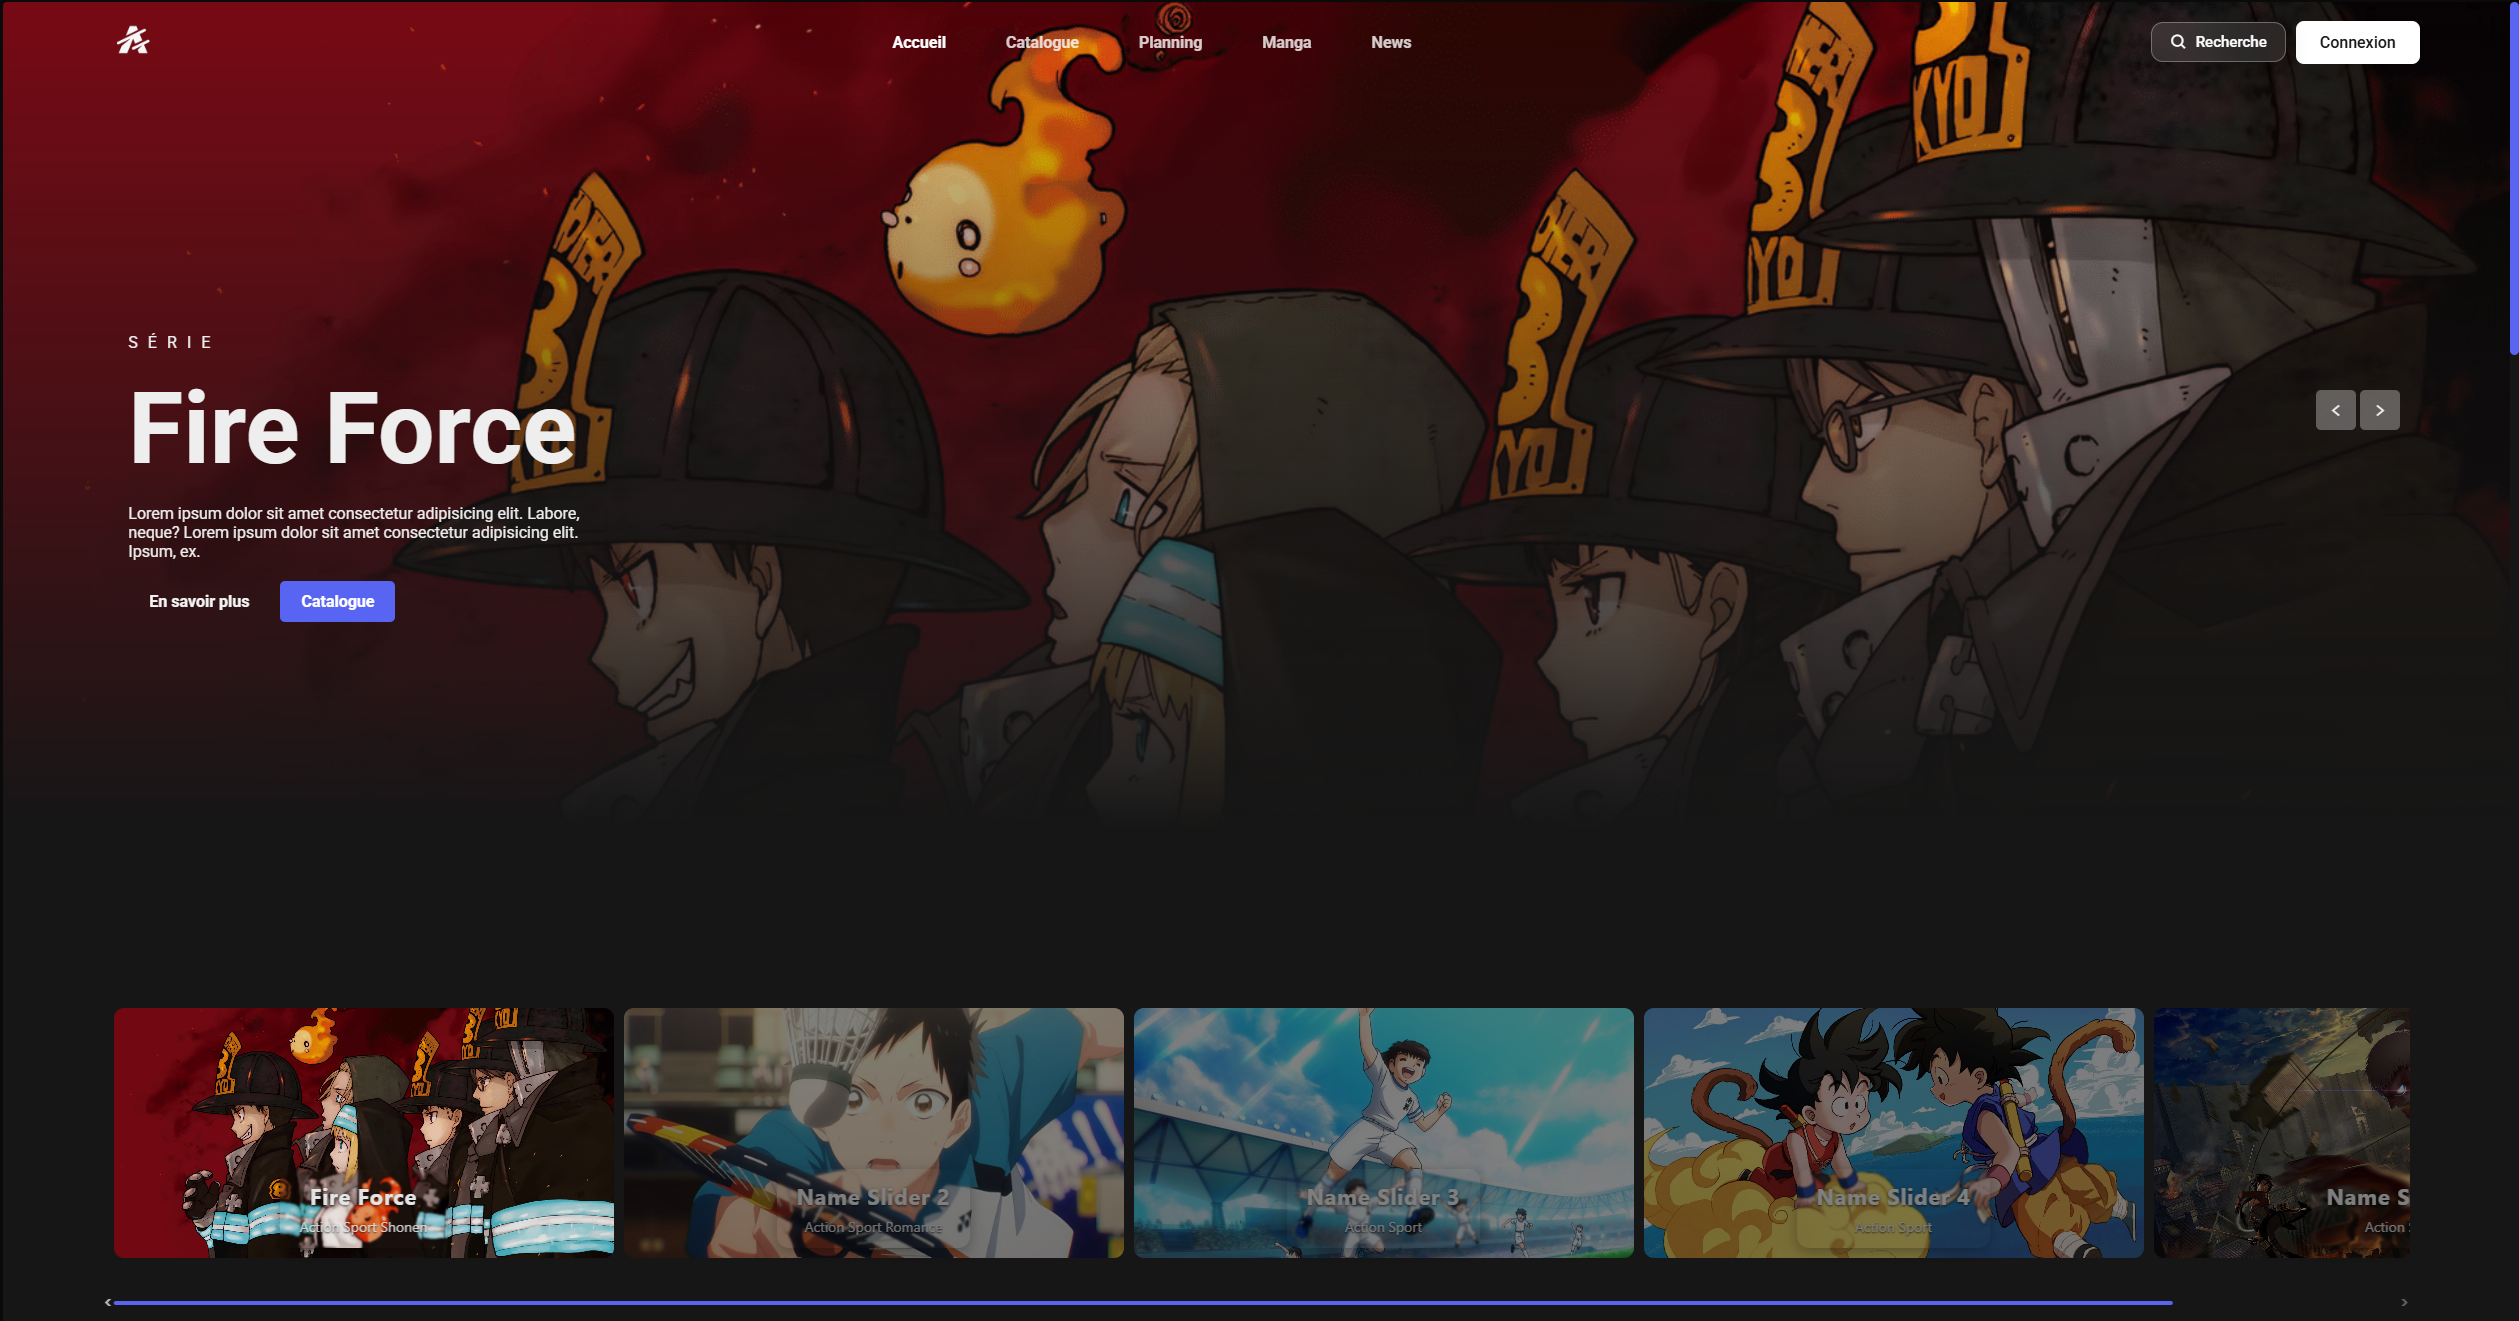 Accueil
Catalogue
Planning
Manga
News
Recherche
Connexion
SÉRIE
Fire Force
Lorem ipsum dolor sit amet consectetur adipisicing elit. Labore,
neque? Lorem ipsum dolor sit amet consectetur adipisicing elit.
Ipsum, ex.
En savoir plus
Catalogue
Fire Force
Action Sport Shonen
Name Slider 2
Action Sport Romance
Name Slider 3
Action Sport
Name Slider 4
Action Sport
Name S
Action